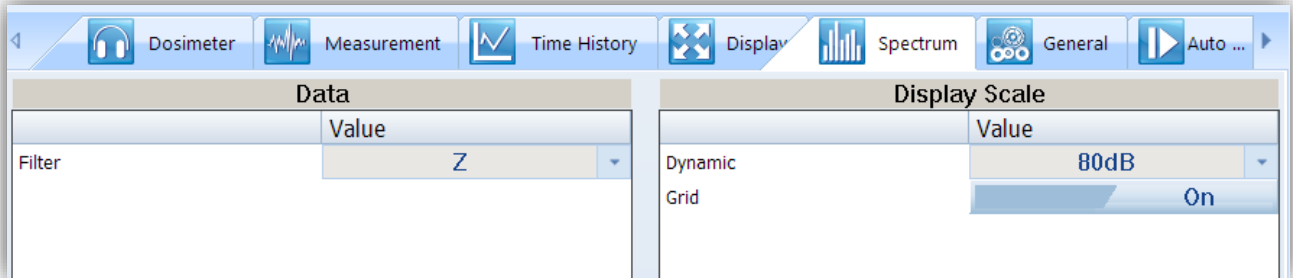 Dosimeter Measurement Time History Display Spectrum General Auto ...
Data
Value
Filter Z
Display Scale
Value
Dynamic 80dB
Grid On